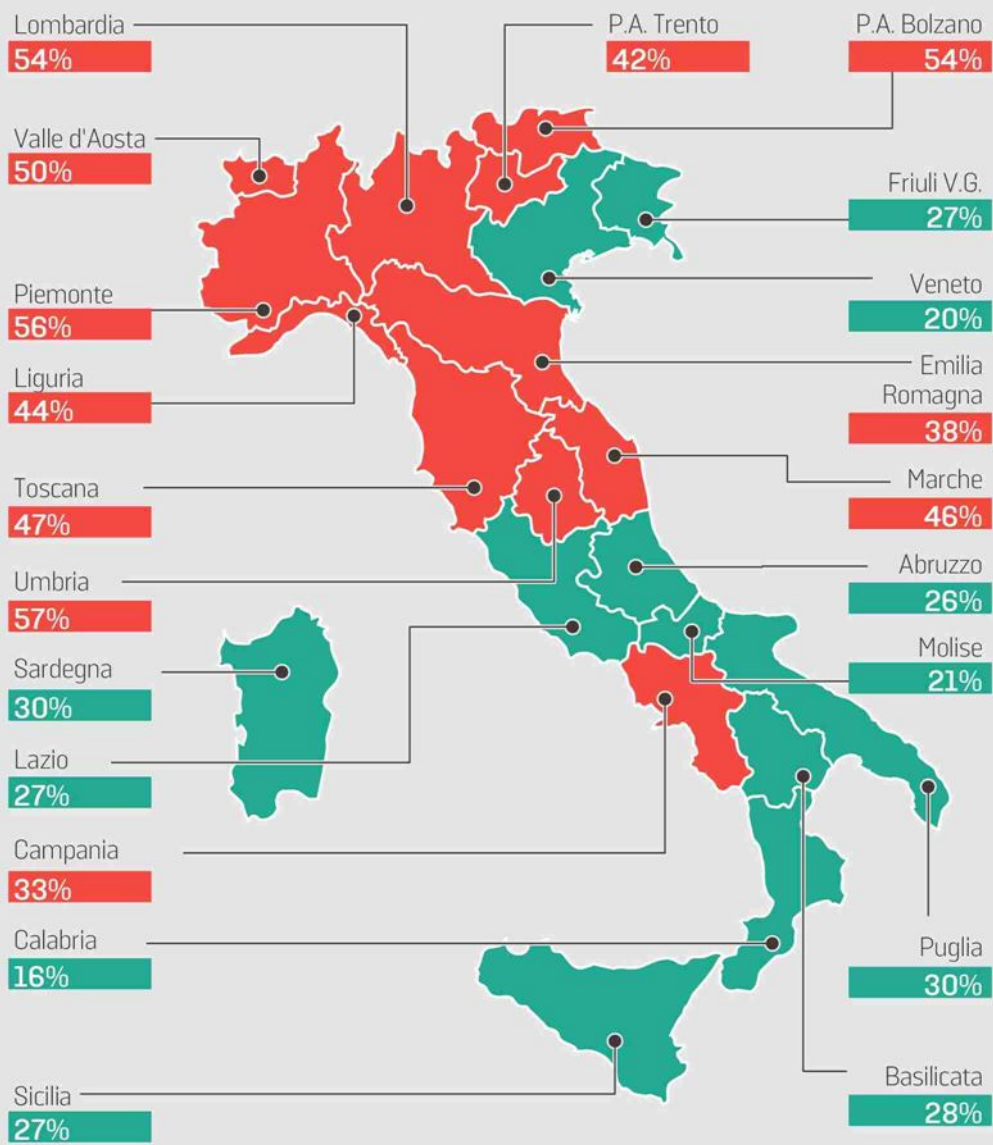 Lombardia
54%
P.A. Trento
42%
P.A. Bolzano
54%
Valle d'Aosta
50%
Friuli V.G.
27%
Veneto
20%
Piemonte
56%
Emilia
Romagna
38%
Liguria
44%
Marche
46%
Toscana
47%
Abruzzo
26%
Umbria
57%
Molise
21%
Sardegna
30%
Lazio
27%
Campania
33%
Calabria
16%
Puglia
30%
Basilicata
28%
Sicilia
27%